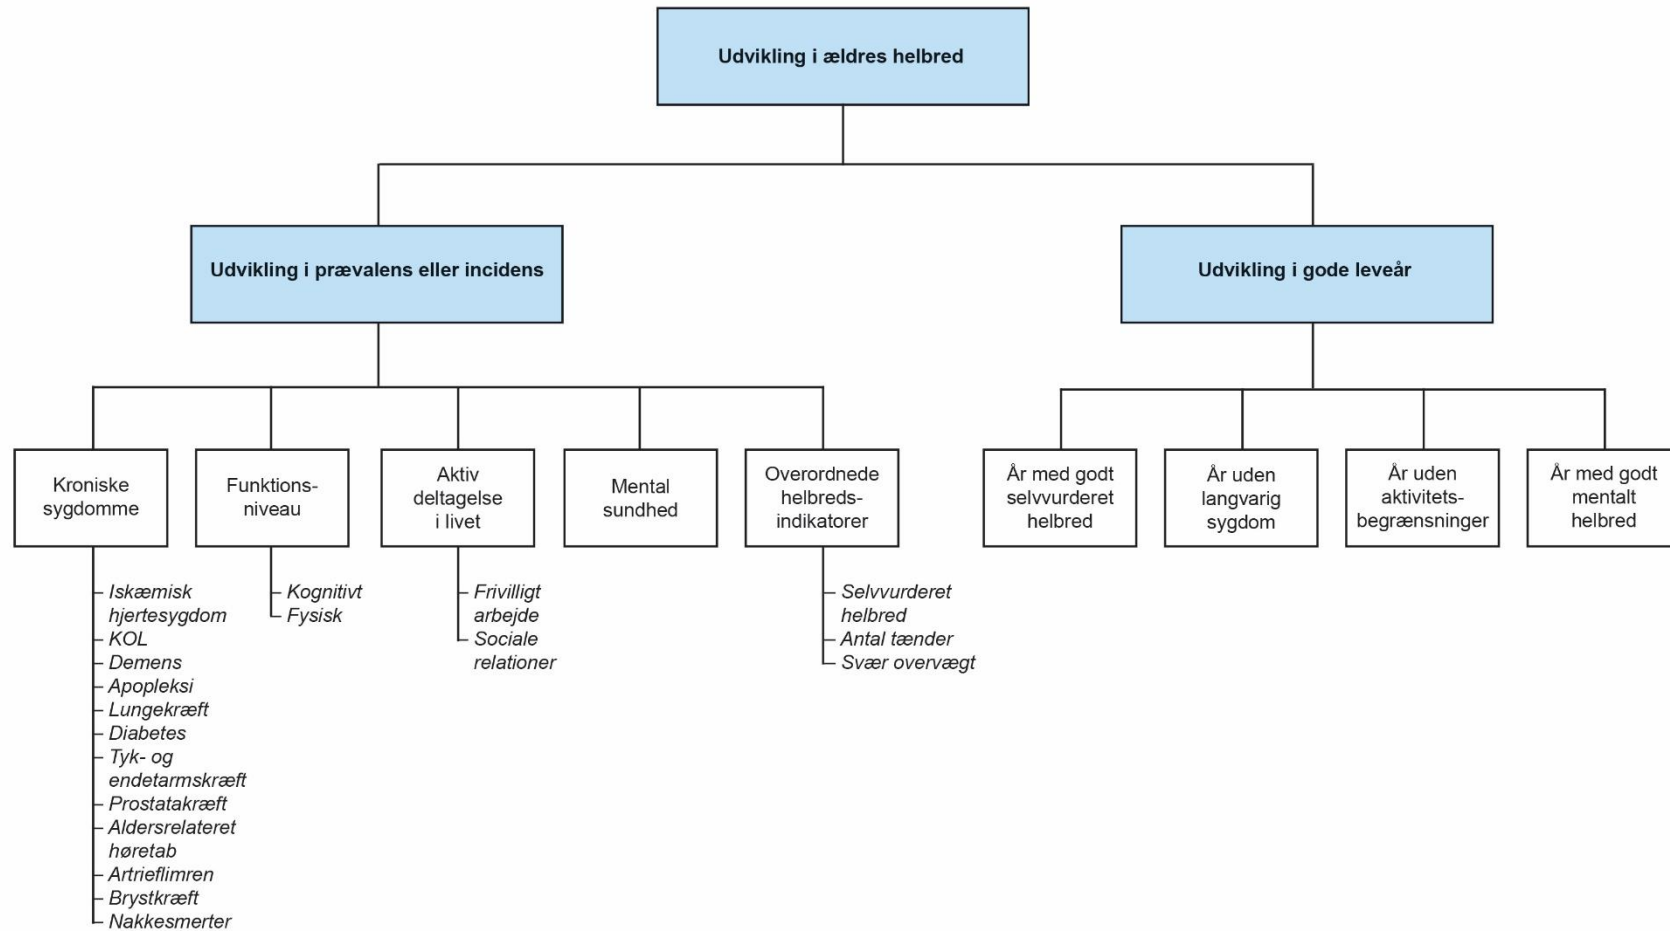 Udvikling i ældres helbred
Udvikling i prævalens eller incidens
Udvikling i gode leveår
Kroniske
sygdomme
Funktions-
niveau
Aktiv
deltagelse
i livet
Mental
sundhed
Overordnede
helbreds-
indikatorer
År med godt
selvvurderet
helbred
År uden
langvarig
sygdom
År uden
aktivitets-
begrænsninger
År med godt
mentalt
helbred
Iskæmisk
hjertesygdom
KOL
Demens
Apopleksi
Lungekræft
Diabetes
Tyk- og
endetarmskræft
Prostatakræft
Aldersrelateret
høretab
Artrieflimren
Brystkræft
Nakkesmerter
Kognitivt
Fysisk
Frivilligt
arbejde
Sociale
relationer
Selvvurderet
helbred
Antal tænder
Svær overvægt